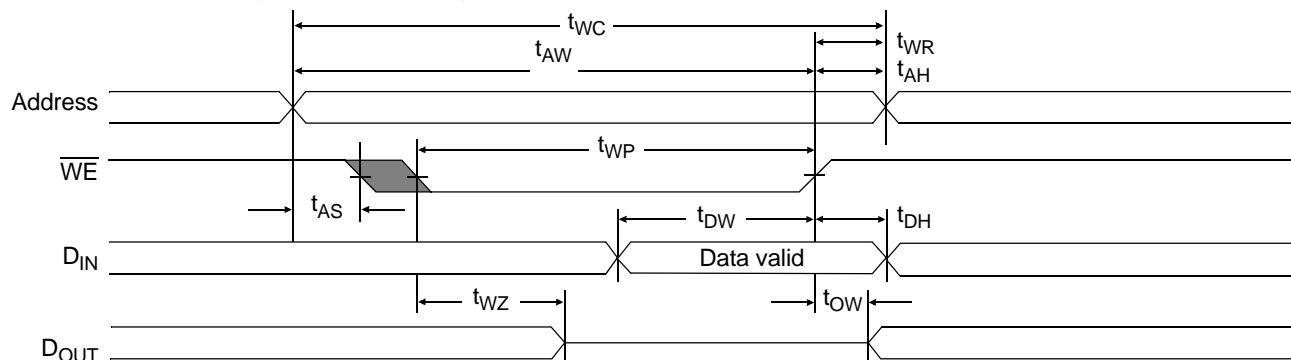 tWC
tWR
tAW
tAH
Address
tWP
WE
tAS
tDW
tDH
DIN
Data valid
tWZ
tOW
DOUT